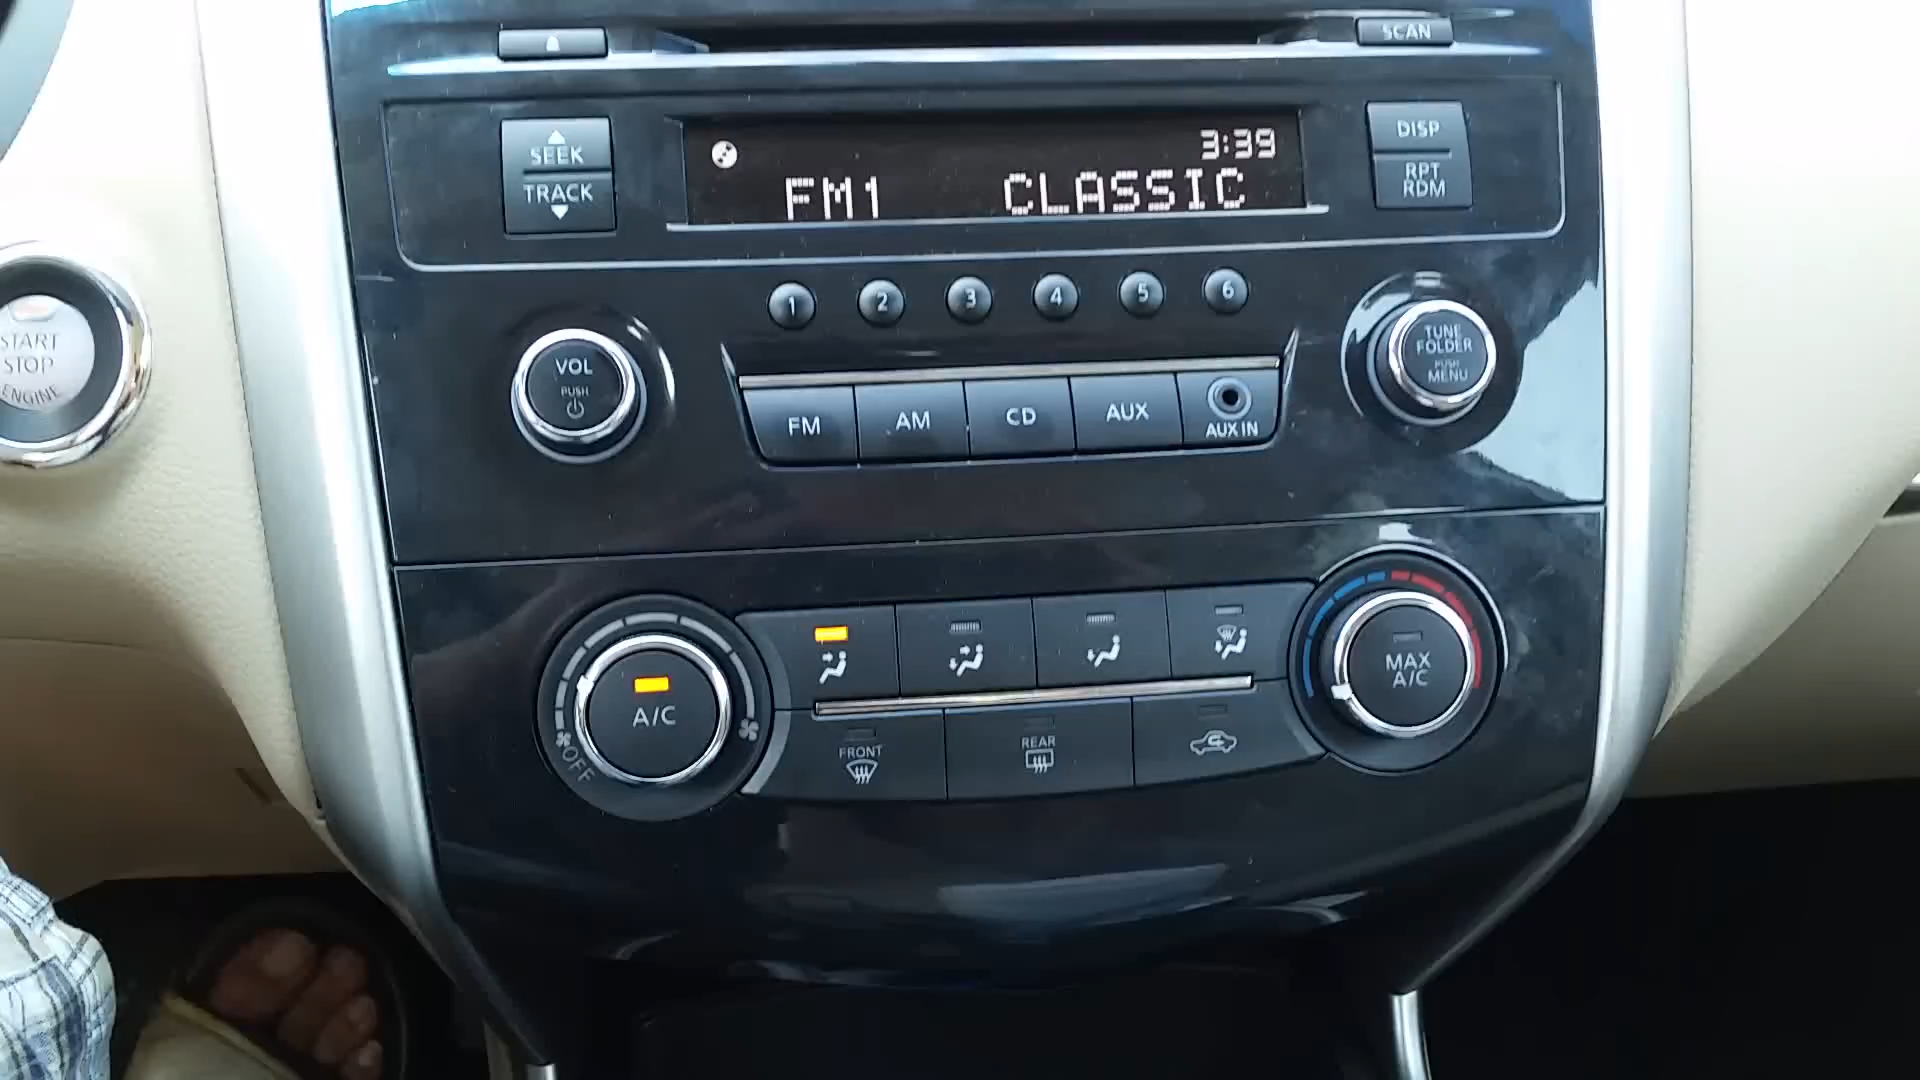 SCAN
SEEK
TRACK
3:39
FM1 CLASSIC
DISP
RPT
RDM
1 2 3 4 5 6
START
STOP
ENGINE
VOL
PUSH
TUNE
FOLDER
PUSH
MENU
FM AM CD AUX
AUX IN
A/C
OFF
MAX
A/C
FRONT
REAR